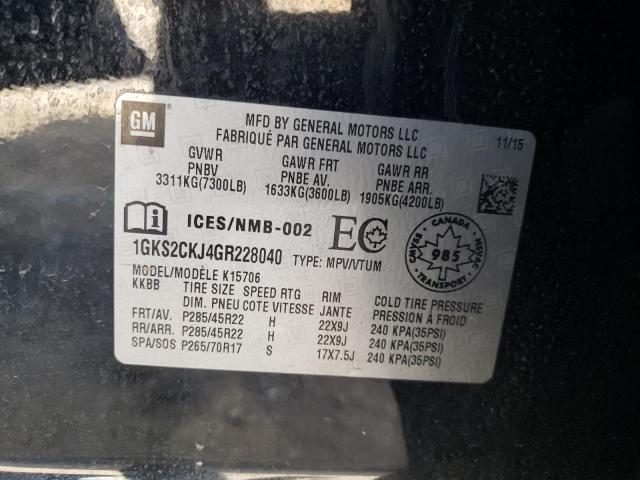 GM ®
MFD BY GENERAL MOTORS LLC
FABRIQUÉ PAR GENERAL MOTORS LLC
11/15
GVWR GAWR FRT GAWR RR
PNBV PNBE AV. PNBE ARR.
3311KG(7300LB) 1633KG(3600LB) 1905KG(4200LB)
ICES/NMB-002 EC
CANADA
CMVSS 985 NSVAC
TRANSPORT
1GKS2CKJ4GR228040 TYPE: MPV/VTUM
MODEL/MODÈLE K15706
KKBB TIRE SIZE SPEED RTG RIM COLD TIRE PRESSURE
DIM. PNEU COTE VITESSE JANTE PRESSION À FROID
FRT/AV. P285/45R22 H 22X9J 240 KPA(35PSI)
RR/ARR. P285/45R22 H 22X9J 240 KPA(35PSI)
SPA/SOS P265/70R17 S 17X7.5J 240 KPA(35PSI)